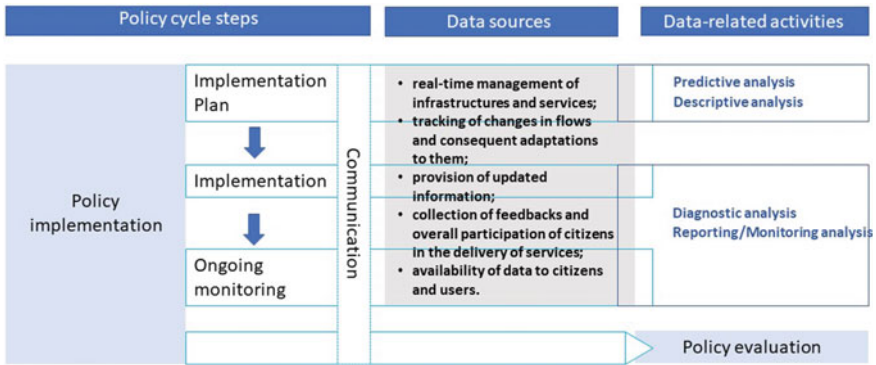 Policy cycle steps
Data sources
Data-related activities
Policy
implementation
Implementation
Plan
Implementation
Ongoing
monitoring
Communication
• real-time management of
infrastructures and services;
• tracking of changes in flows
and consequent adaptations
to them;
• provision of updated
information;
• collection of feedbacks and
overall participation of citizens
in the delivery of services;
• availability of data to citizens
and users.
Predictive analysis
Descriptive analysis
Diagnostic analysis
Reporting/Monitoring analysis
Policy evaluation